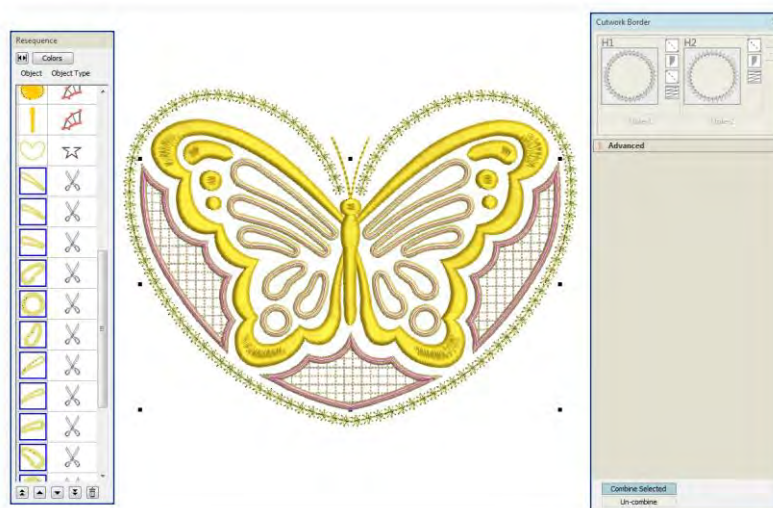 Resequence
Colors
Object Object Type
Cutwork Border
H1 H2
Advanced
Combine Selected
Un-combine